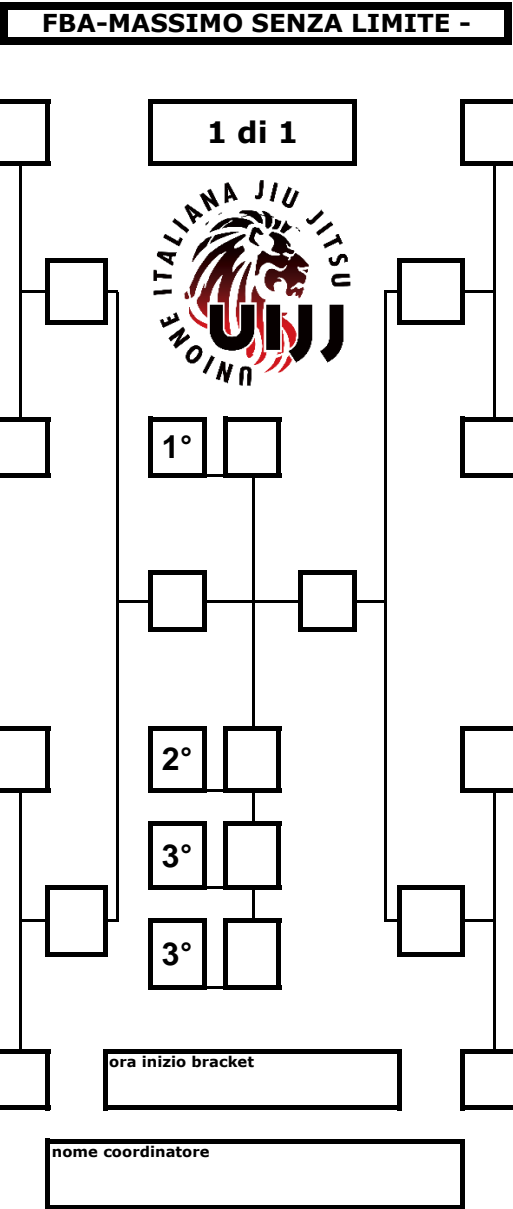 FBA-MASSIMO SENZA LIMITE -
1 di 1
UNIONE ITALIANA JIU JITSU
UIJJ
1°
2°
3°
3°
ora inizio bracket
nome coordinatore